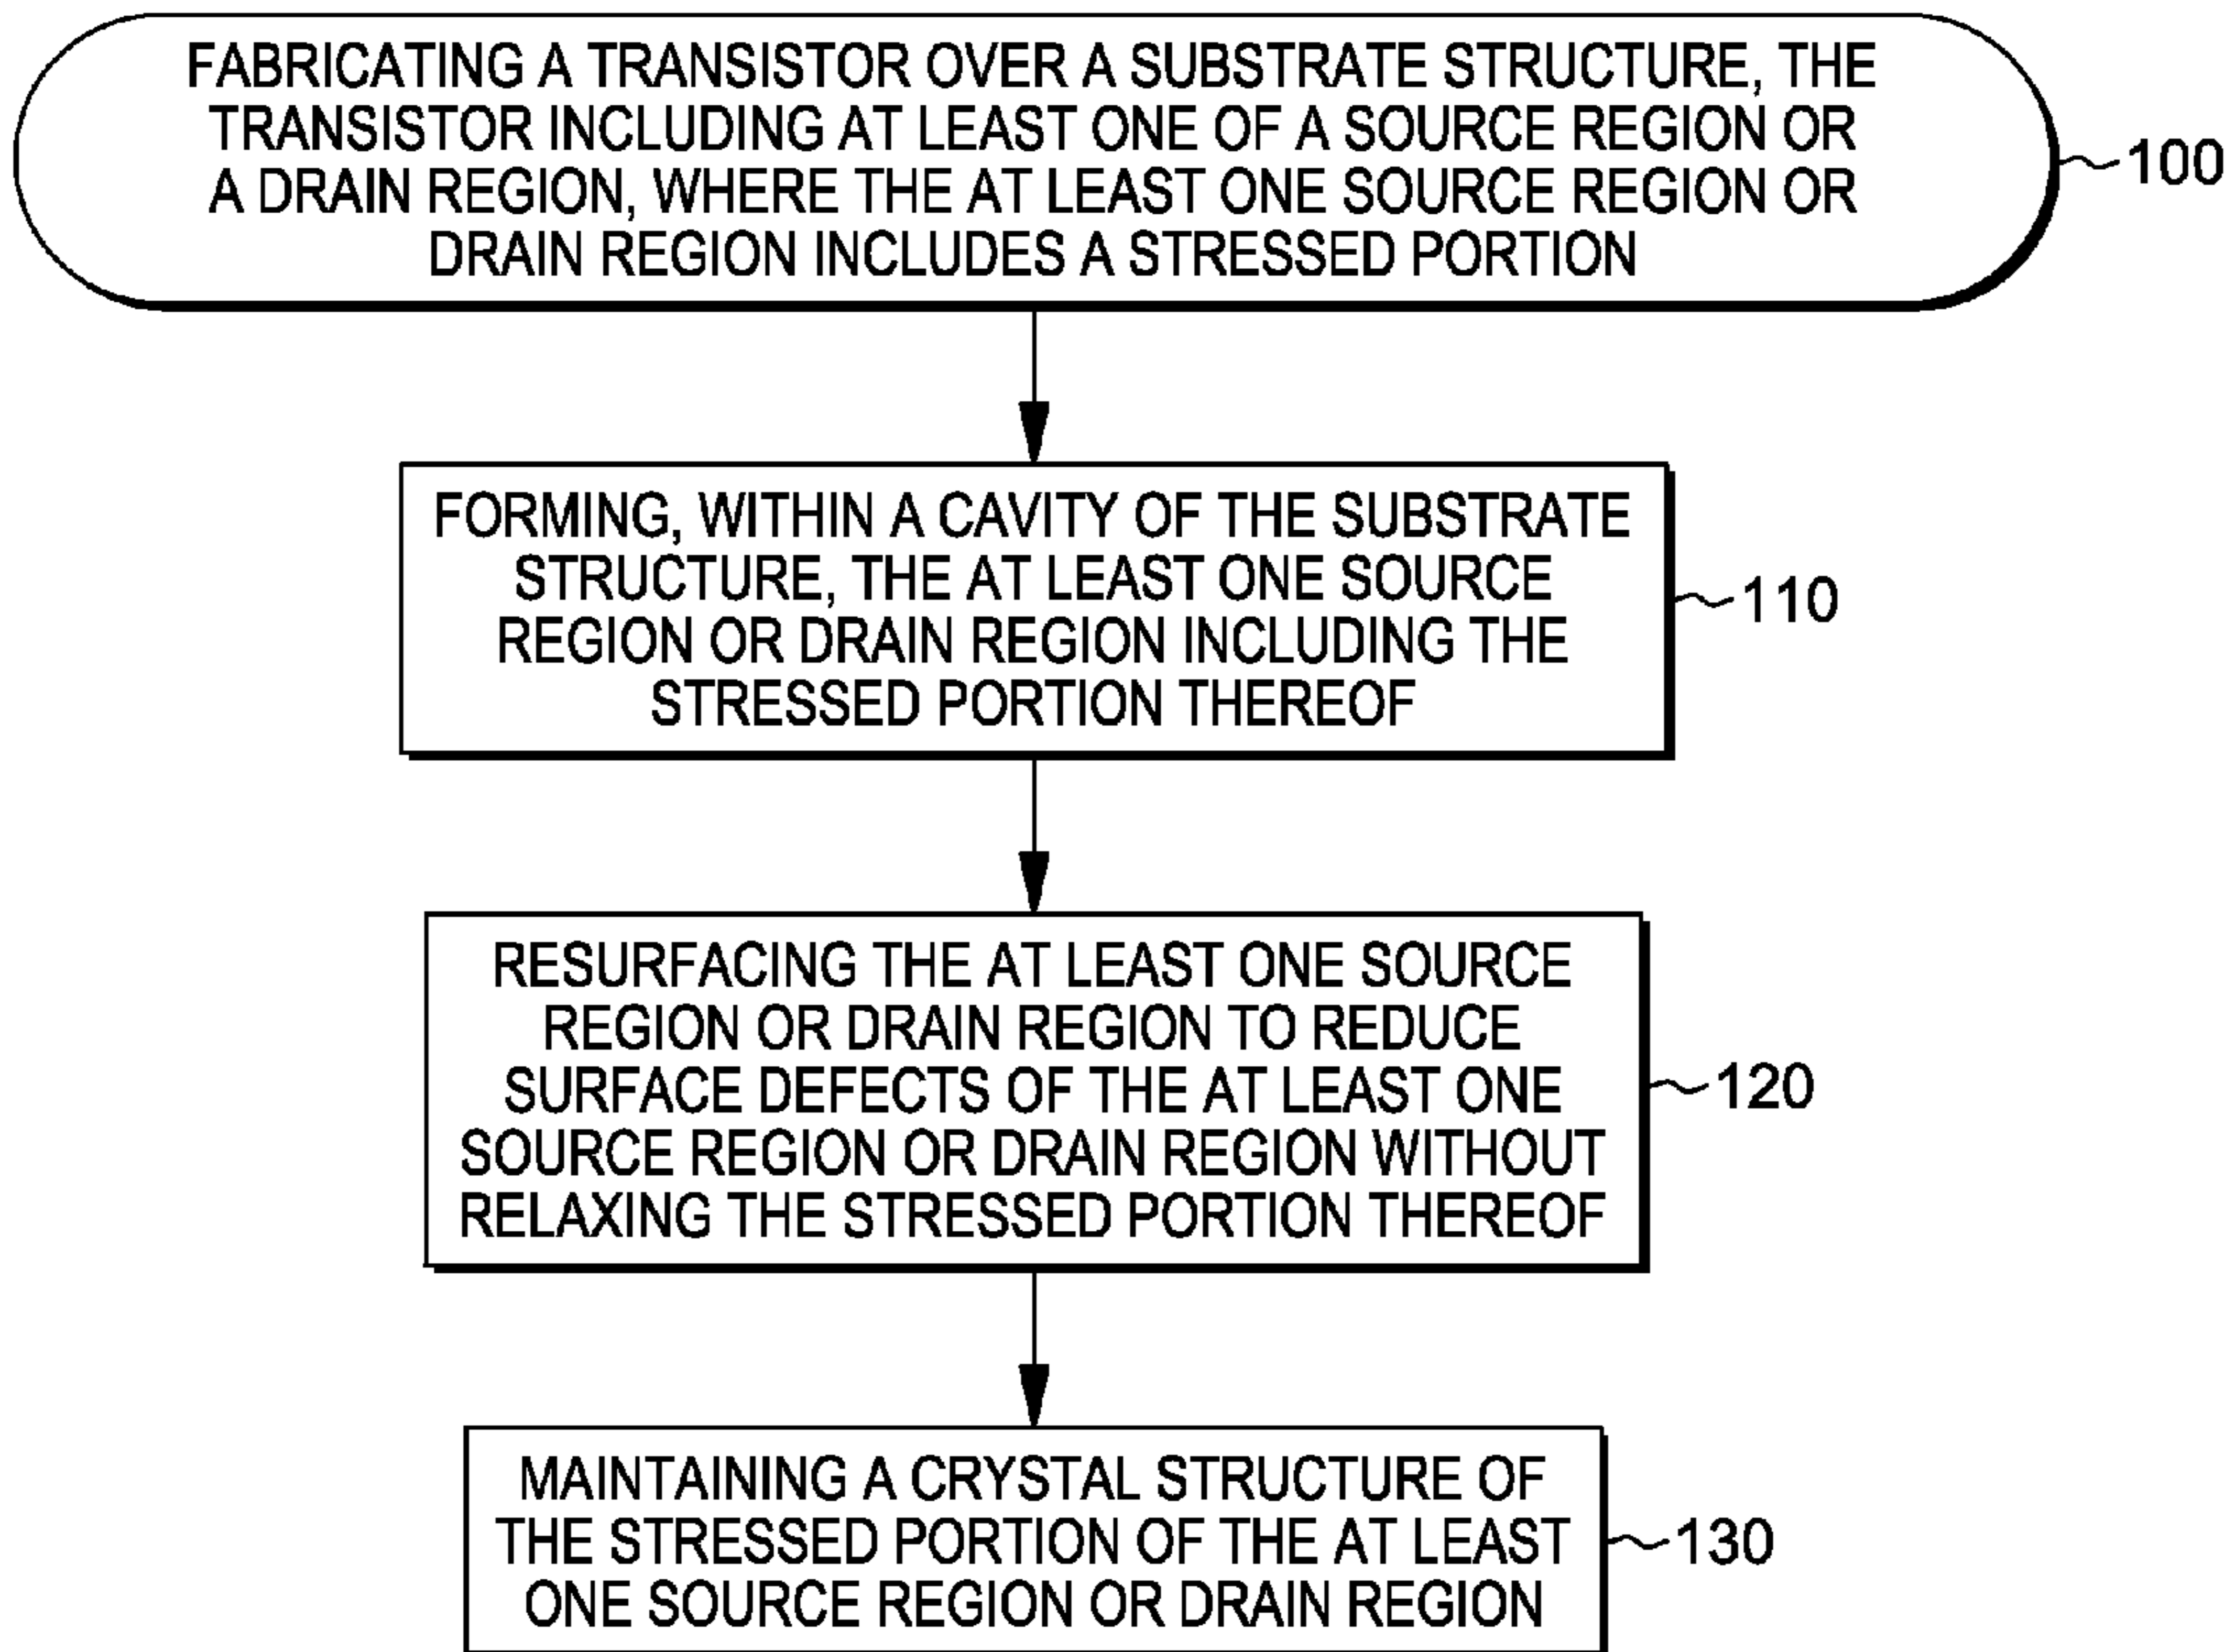 FABRICATING A TRANSISTOR OVER A SUBSTRATE STRUCTURE, THE
TRANSISTOR INCLUDING AT LEAST ONE OF A SOURCE REGION OR
A DRAIN REGION, WHERE THE AT LEAST ONE SOURCE REGION OR
DRAIN REGION INCLUDES A STRESSED PORTION
100
FORMING, WITHIN A CAVITY OF THE SUBSTRATE
STRUCTURE, THE AT LEAST ONE SOURCE
REGION OR DRAIN REGION INCLUDING THE
STRESSED PORTION THEREOF
110
RESURFACING THE AT LEAST ONE SOURCE
REGION OR DRAIN REGION TO REDUCE
SURFACE DEFECTS OF THE AT LEAST ONE
SOURCE REGION OR DRAIN REGION WITHOUT
RELAXING THE STRESSED PORTION THEREOF
120
MAINTAINING A CRYSTAL STRUCTURE OF
THE STRESSED PORTION OF THE AT LEAST
ONE SOURCE REGION OR DRAIN REGION
130